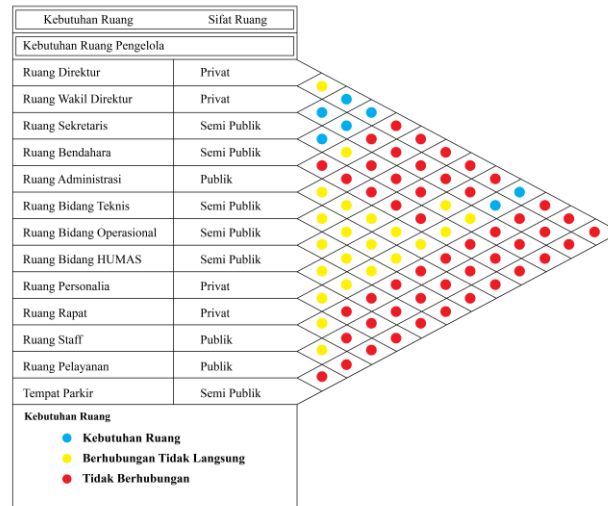 Kebutuhan Ruang Sifat Ruang
Kebutuhan Ruang Pengelola
Ruang Direktur Privat
Ruang Wakil Direktur Privat
Ruang Sekretaris Semi Publik
Ruang Bendahara Semi Publik
Ruang Administrasi Publik
Ruang Bidang Teknis Semi Publik
Ruang Bidang Operasional Semi Publik
Ruang Bidang HUMAS Semi Publik
Ruang Personalia Privat
Ruang Rapat Privat
Ruang Staff Publik
Ruang Pelayanan Publik
Tempat Parkir Semi Publik
Kebutuhan Ruang
Kebutuhan Ruang
Berhubungan Tidak Langsung
Tidak Berhubungan